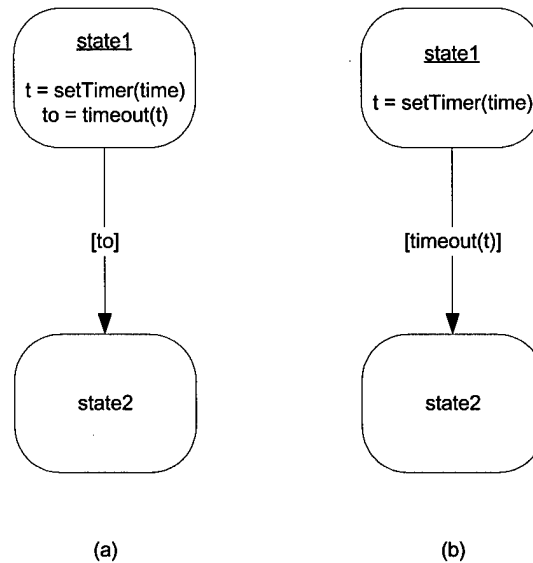 state1
t = setTimer(time)
to = timeout(t)
[to]
state2
(a)
state1
t = setTimer(time)
[timeout(t)]
state2
(b)